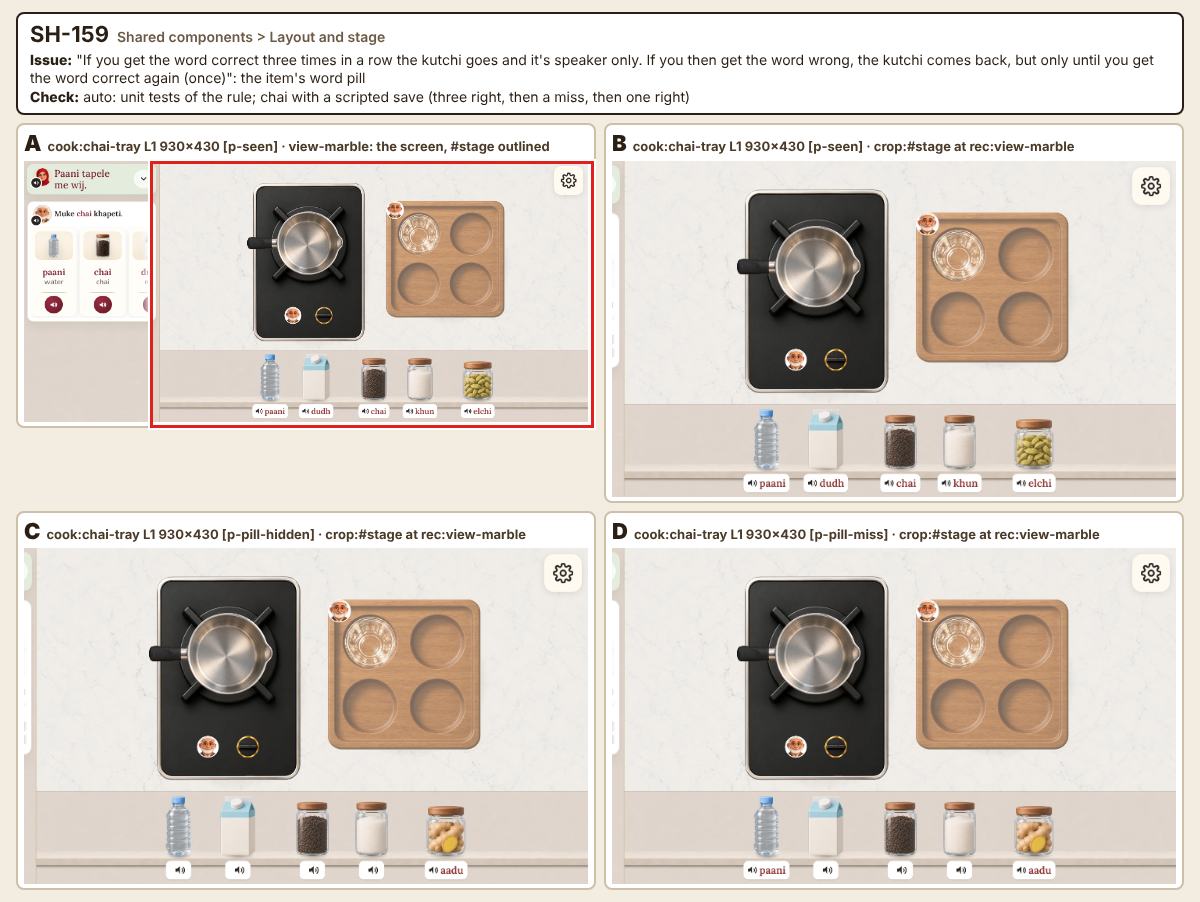 SH-159 Shared components > Layout and stage
Issue: "If you get the word correct three times in a row the kutchi goes and it's speaker only. If you then get the word wrong, the kutchi comes back, but only until you get
the word correct again (once)": the item's word pill
Check: auto: unit tests of the rule; chai with a scripted save (three right, then a miss, then one right)
A cook:chai-tray L1 930×430 [p-seen] · view-marble: the screen, #stage outlined
Paani tapele
me wij.
Muke chai khapeti.
paani chai
water chai
paani dudh chai khun elchi
B cook:chai-tray L1 930×430 [p-seen] · crop:#stage at rec:view-marble
paani dudh chai khun elchi
C cook:chai-tray L1 930×430 [p-pill-hidden] · crop:#stage at rec:view-marble
aadu
D cook:chai-tray L1 930×430 [p-pill-miss] · crop:#stage at rec:view-marble
paani aadu